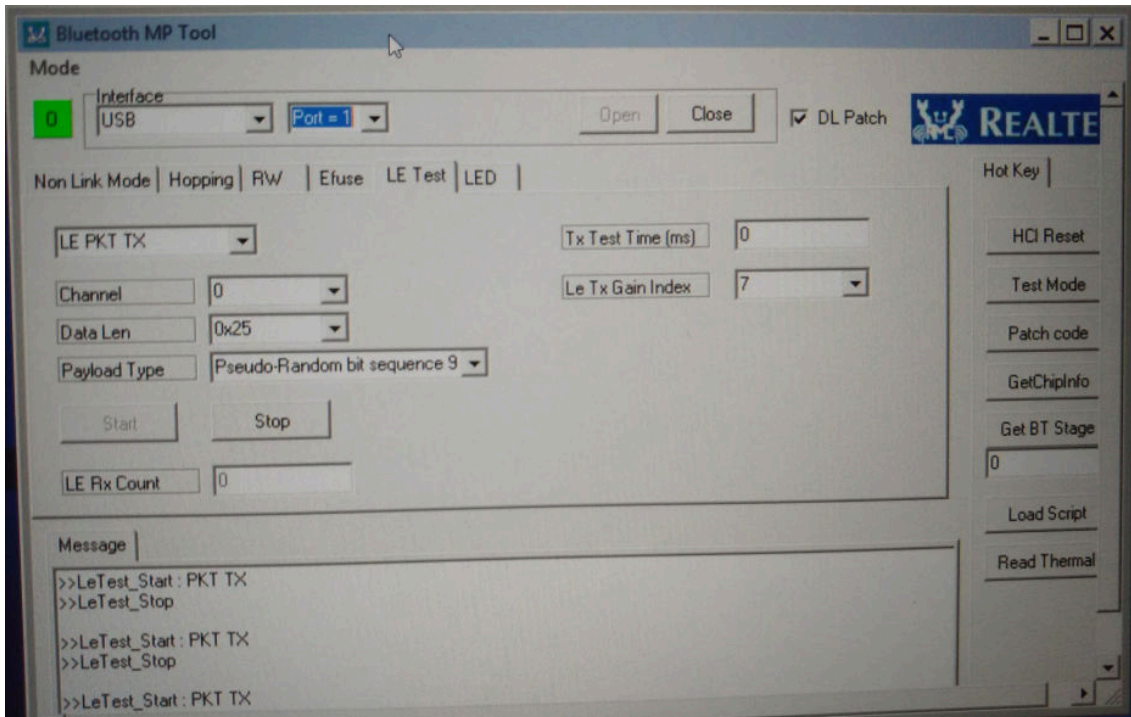 Bluetooth MP Tool
Mode
Interface
0 USB Port = 1 Open Close DL Patch REALTE
Non Link Mode Hopping RW Efuse LE Test LED Hot Key
LE PKT TX Tx Test Time (ms) 0 HCI Reset
Channel 0 Le Tx Gain Index 7 Test Mode
Data Len 0x25 Patch code
Payload Type Pseudo-Random bit sequence 9 GetChipInfo
Start Stop Get BT Stage
0
LE Rx Count 0
Load Script
Message Read Thermal
>>LeTest_Start : PKT TX
>>LeTest_Stop
>>LeTest_Start : PKT TX
>>LeTest_Stop
>>LeTest_Start : PKT TX